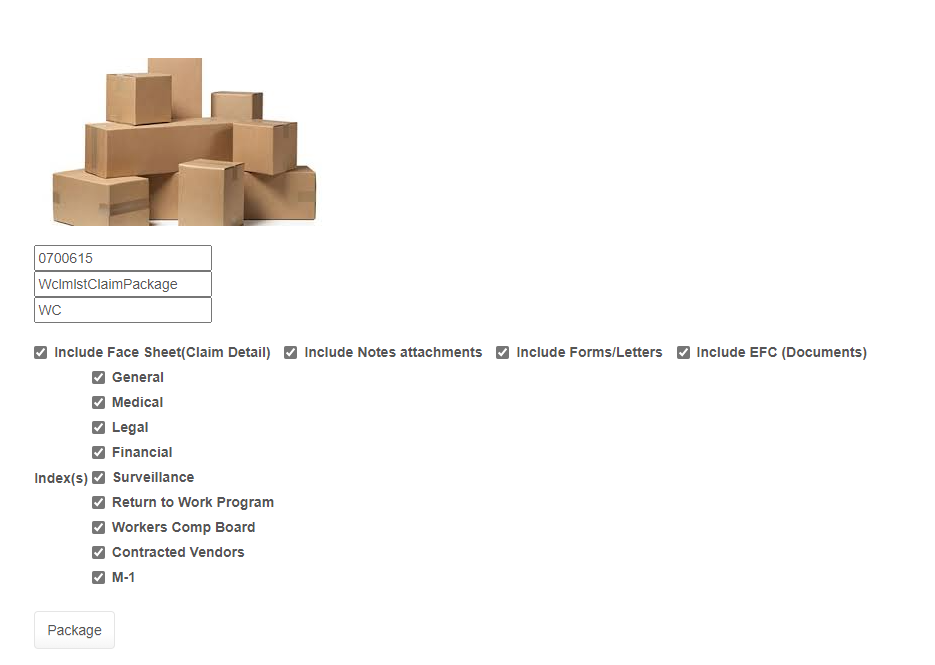 0700615
WclmlstClaimPackage
WC
Include Face Sheet(Claim Detail) Include Notes attachments Include Forms/Letters Include EFC (Documents)
General
Medical
Legal
Financial
Index(s) Surveillance
Return to Work Program
Workers Comp Board
Contracted Vendors
M-1
Package